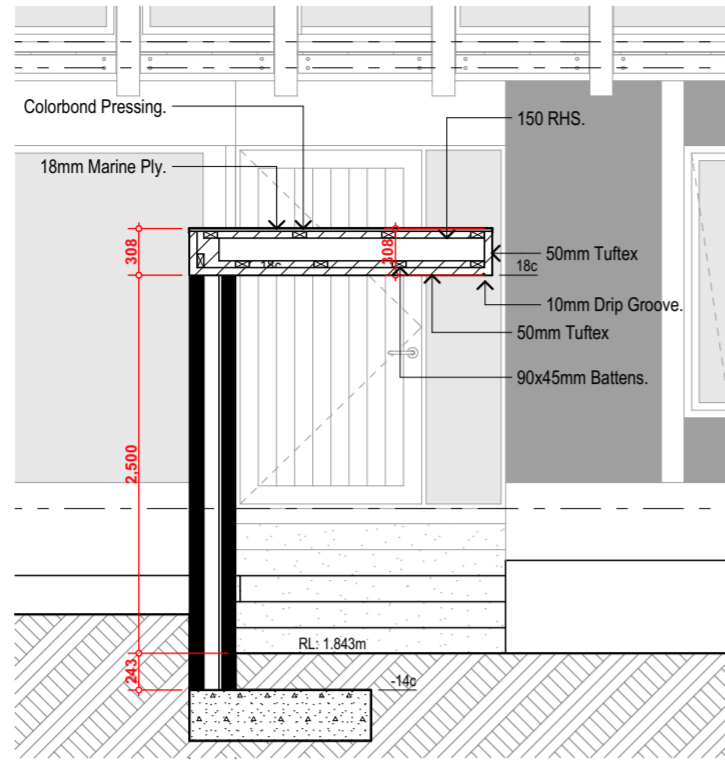 Colorbond Pressing.
150 RHS.
18mm Marine Ply.
308
308
50mm Tuftex
18c
18c
10mm Drip Groove.
50mm Tuftex
90x45mm Battens.
2,500
RL: 1.843m
243
-14c